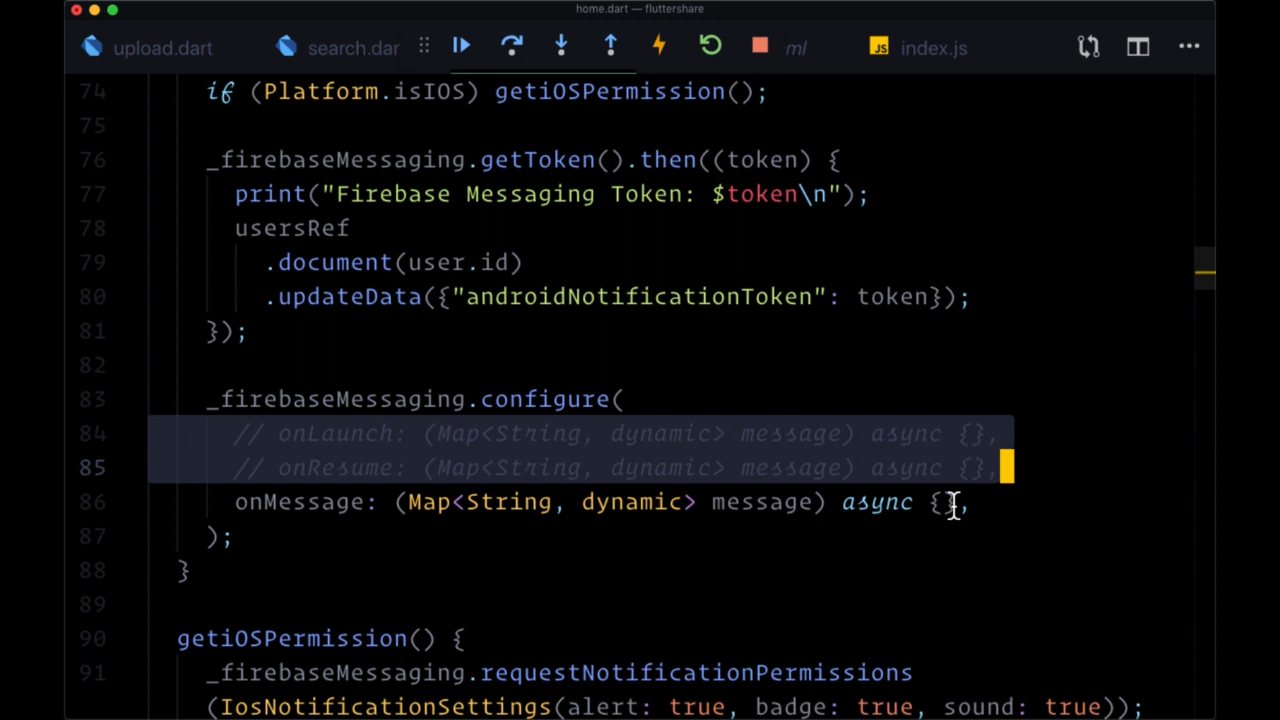 home.dart — fluttershare
upload.dart search.dar ml JS index.js
74 if (Platform.isIOS) getiOSPermission();
75
76 _firebaseMessaging.getToken().then((token) {
77 print("Firebase Messaging Token: $token\n");
78 usersRef
79 .document(user.id)
80 .updateData({"androidNotificationToken": token});
81 });
82
83 _firebaseMessaging.configure(
84 // onLaunch: (Map<String, dynamic> message) async {},
85 // onResume: (Map<String, dynamic> message) async {},
86 onMessage: (Map<String, dynamic> message) async {},
87 );
88 }
89
90 getiOSPermission() {
91 _firebaseMessaging.requestNotificationPermissions
(IosNotificationSettings(alert: true, badge: true, sound: true));